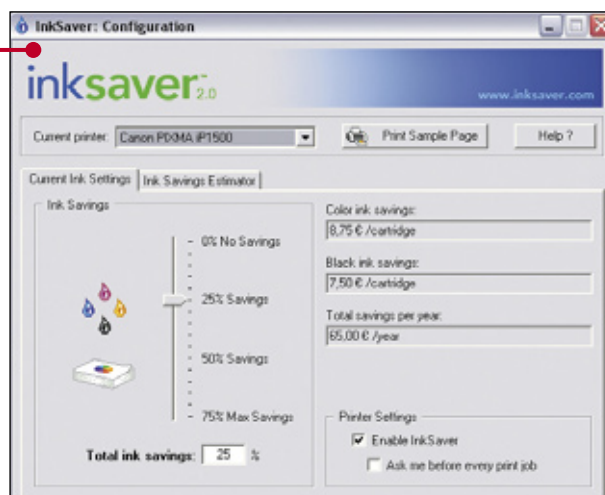 InkSaver: Configuration
inksaver™ 2.0
www.inksaver.com
Current printer: Canon PIXMA iP1500
Print Sample Page
Help ?
Current Ink Settings
Ink Savings Estimator
Ink Savings
0% No Savings
25% Savings
50% Savings
75% Max Savings
Total ink savings: 25 %
Color ink savings:
8,75 € /cartridge
Black ink savings:
7,50 € /cartridge
Total savings per year:
65,00 € /year
Printer Settings
Enable InkSaver
Ask me before every print job